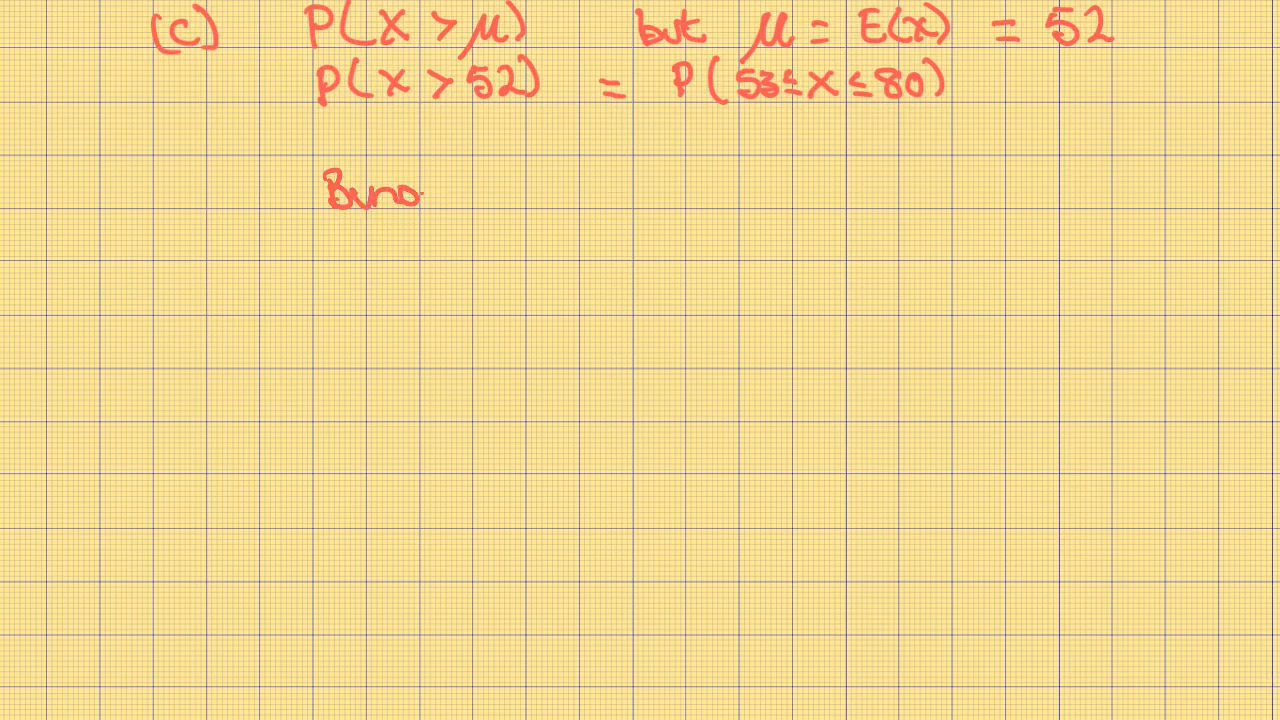 (c) P(X > μ) but μ = E(x) = 52
P(X > 52) = P(53 ≤ X ≤ 80)
Bino